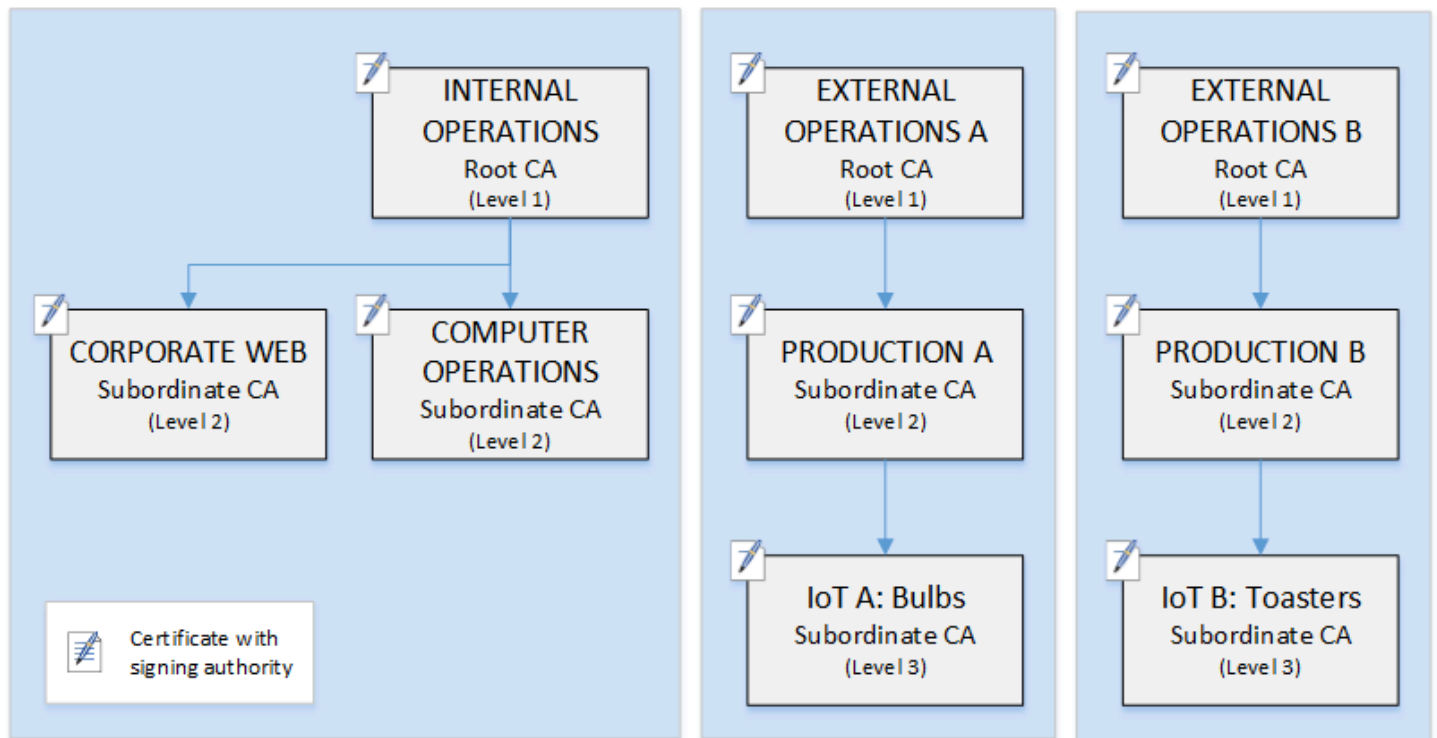 INTERNAL
OPERATIONS
Root CA
(Level 1)
EXTERNAL
OPERATIONS A
Root CA
(Level 1)
EXTERNAL
OPERATIONS B
Root CA
(Level 1)
CORPORATE WEB
Subordinate CA
(Level 2)
COMPUTER
OPERATIONS
Subordinate CA
(Level 2)
PRODUCTION A
Subordinate CA
(Level 2)
PRODUCTION B
Subordinate CA
(Level 2)
IoT A: Bulbs
Subordinate CA
(Level 3)
IoT B: Toasters
Subordinate CA
(Level 3)
Certificate with
signing authority